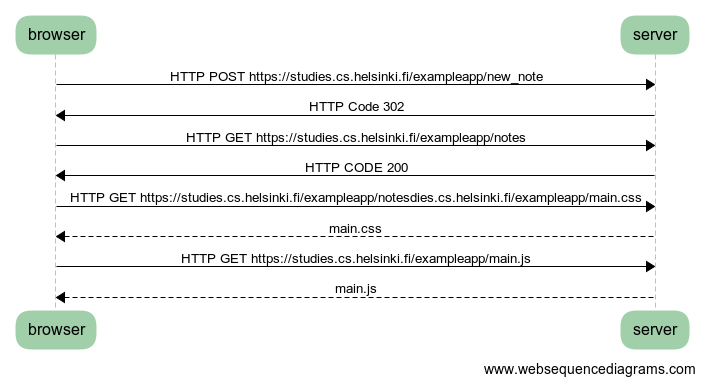 browser server
HTTP POST https://studies.cs.helsinki.fi/exampleapp/new_note
HTTP Code 302
HTTP GET https://studies.cs.helsinki.fi/exampleapp/notes
HTTP CODE 200
HTTP GET https://studies.cs.helsinki.fi/exampleapp/notesdies.cs.helsinki.fi/exampleapp/main.css
main.css
HTTP GET https://studies.cs.helsinki.fi/exampleapp/main.js
main.js
browser server
www.websequencediagrams.com